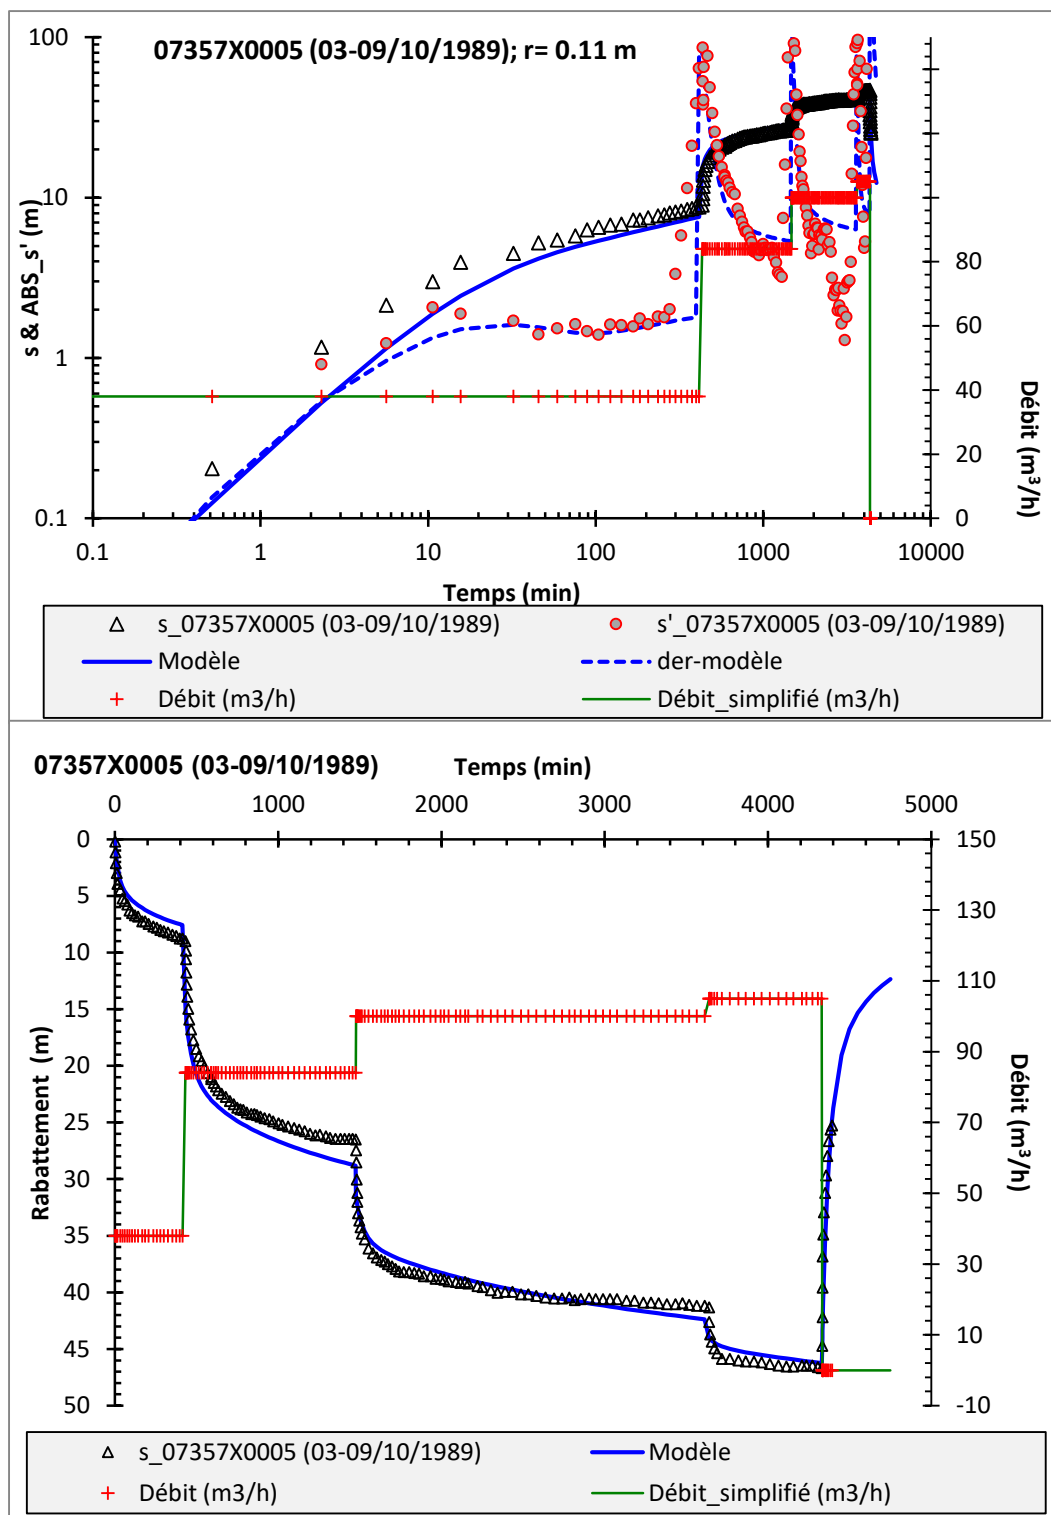 07357X0005 (03-09/10/1989); r= 0.11 m
100
10
1
0.1
s & ABS_s' (m)
80
60
40
20
0
Débit (m³/h)
0.1 1 10 100 1000 10000
Temps (min)
s_07357X0005 (03-09/10/1989) s'_07357X0005 (03-09/10/1989)
Modèle der-modèle
Débit (m3/h) Débit_simplifié (m3/h)
07357X0005 (03-09/10/1989) Temps (min)
0 1000 2000 3000 4000 5000
0 150
5 130
10 110
15 90
20 70
25 50
30 30
35 10
40 -10
45
50
Rabattement (m)
Débit (m³/h)
s_07357X0005 (03-09/10/1989) Modèle
Débit (m3/h) Débit_simplifié (m3/h)